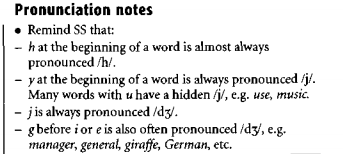 Pronunciation notes
• Remind SS that:
– h at the beginning of a word is almost always
pronounced /h/.
– y at the beginning of a word is always pronounced /j/.
Many words with u have a hidden /j/, e.g. use, music.
– j is always pronounced /dʒ/.
– g before i or e is also often pronounced /dʒ/, e.g.
manager, general, giraffe, German, etc.